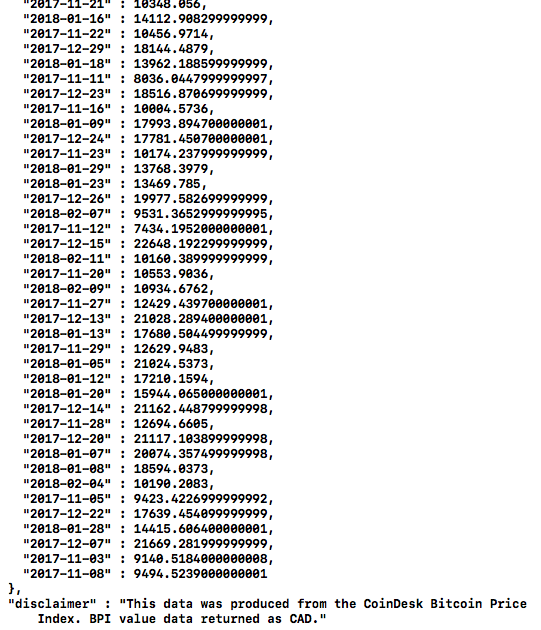 "2017-11-21" : 10348.056,
"2018-01-16" : 14112.908299999999,
"2017-11-22" : 10456.9714,
"2017-12-29" : 18144.4879,
"2018-01-18" : 13962.188599999999,
"2017-11-11" : 8036.0447999999997,
"2017-12-23" : 18516.870699999999,
"2017-11-16" : 10004.5736,
"2018-01-09" : 17993.894700000001,
"2017-12-24" : 17781.450700000001,
"2017-11-23" : 10174.237999999999,
"2018-01-29" : 13768.3979,
"2018-01-23" : 13469.785,
"2017-12-26" : 19977.582699999999,
"2018-02-07" : 9531.3652999999995,
"2017-11-12" : 7434.1952000000001,
"2017-12-15" : 22648.192299999999,
"2018-02-11" : 10160.389999999999,
"2017-11-20" : 10553.9036,
"2018-02-09" : 10934.6762,
"2017-11-27" : 12429.439700000001,
"2017-12-13" : 21028.289400000001,
"2018-01-13" : 17680.504499999999,
"2017-11-29" : 12629.9483,
"2018-01-05" : 21024.5373,
"2018-01-12" : 17210.1594,
"2018-01-20" : 15944.065000000001,
"2017-12-14" : 21162.448799999998,
"2017-11-28" : 12694.6605,
"2017-12-20" : 21117.103899999998,
"2018-01-07" : 20074.357499999998,
"2018-01-08" : 18594.0373,
"2018-02-04" : 10190.2083,
"2017-11-05" : 9423.4226999999992,
"2017-12-22" : 17639.454099999999,
"2018-01-28" : 14415.606400000001,
"2017-12-07" : 21669.281999999999,
"2017-11-03" : 9140.5184000000008,
"2017-11-08" : 9494.5239000000001
},
"disclaimer" : "This data was produced from the CoinDesk Bitcoin Price
Index. BPI value data returned as CAD."